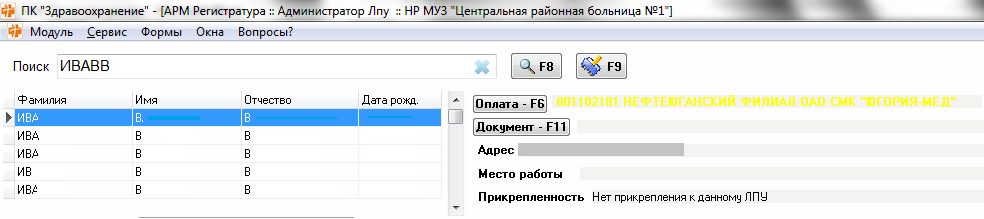 ПК "Здравоохранение" - [АРМ Регистратура :: Администратор Лпу :: НР МУЗ "Центральная районная больница №1"]
Модуль Сервис Формы Окна Вопросы?
Поиск ИВАВВ F8 F9
Фамилия Имя Отчество Дата рожд.
ИВА В. В
ИВА В В
ИВА В В
ИВ В В
ИВА В В
Оплата - F6 001102181 НЕФТЕЮГАНСКИЙ ФИЛИАЛ ОАО СМК "ЮГОРИЯ-МЕД"
Документ - F11
Адрес
Место работы
Прикрепленность Нет прикрепления к данному ЛПУ